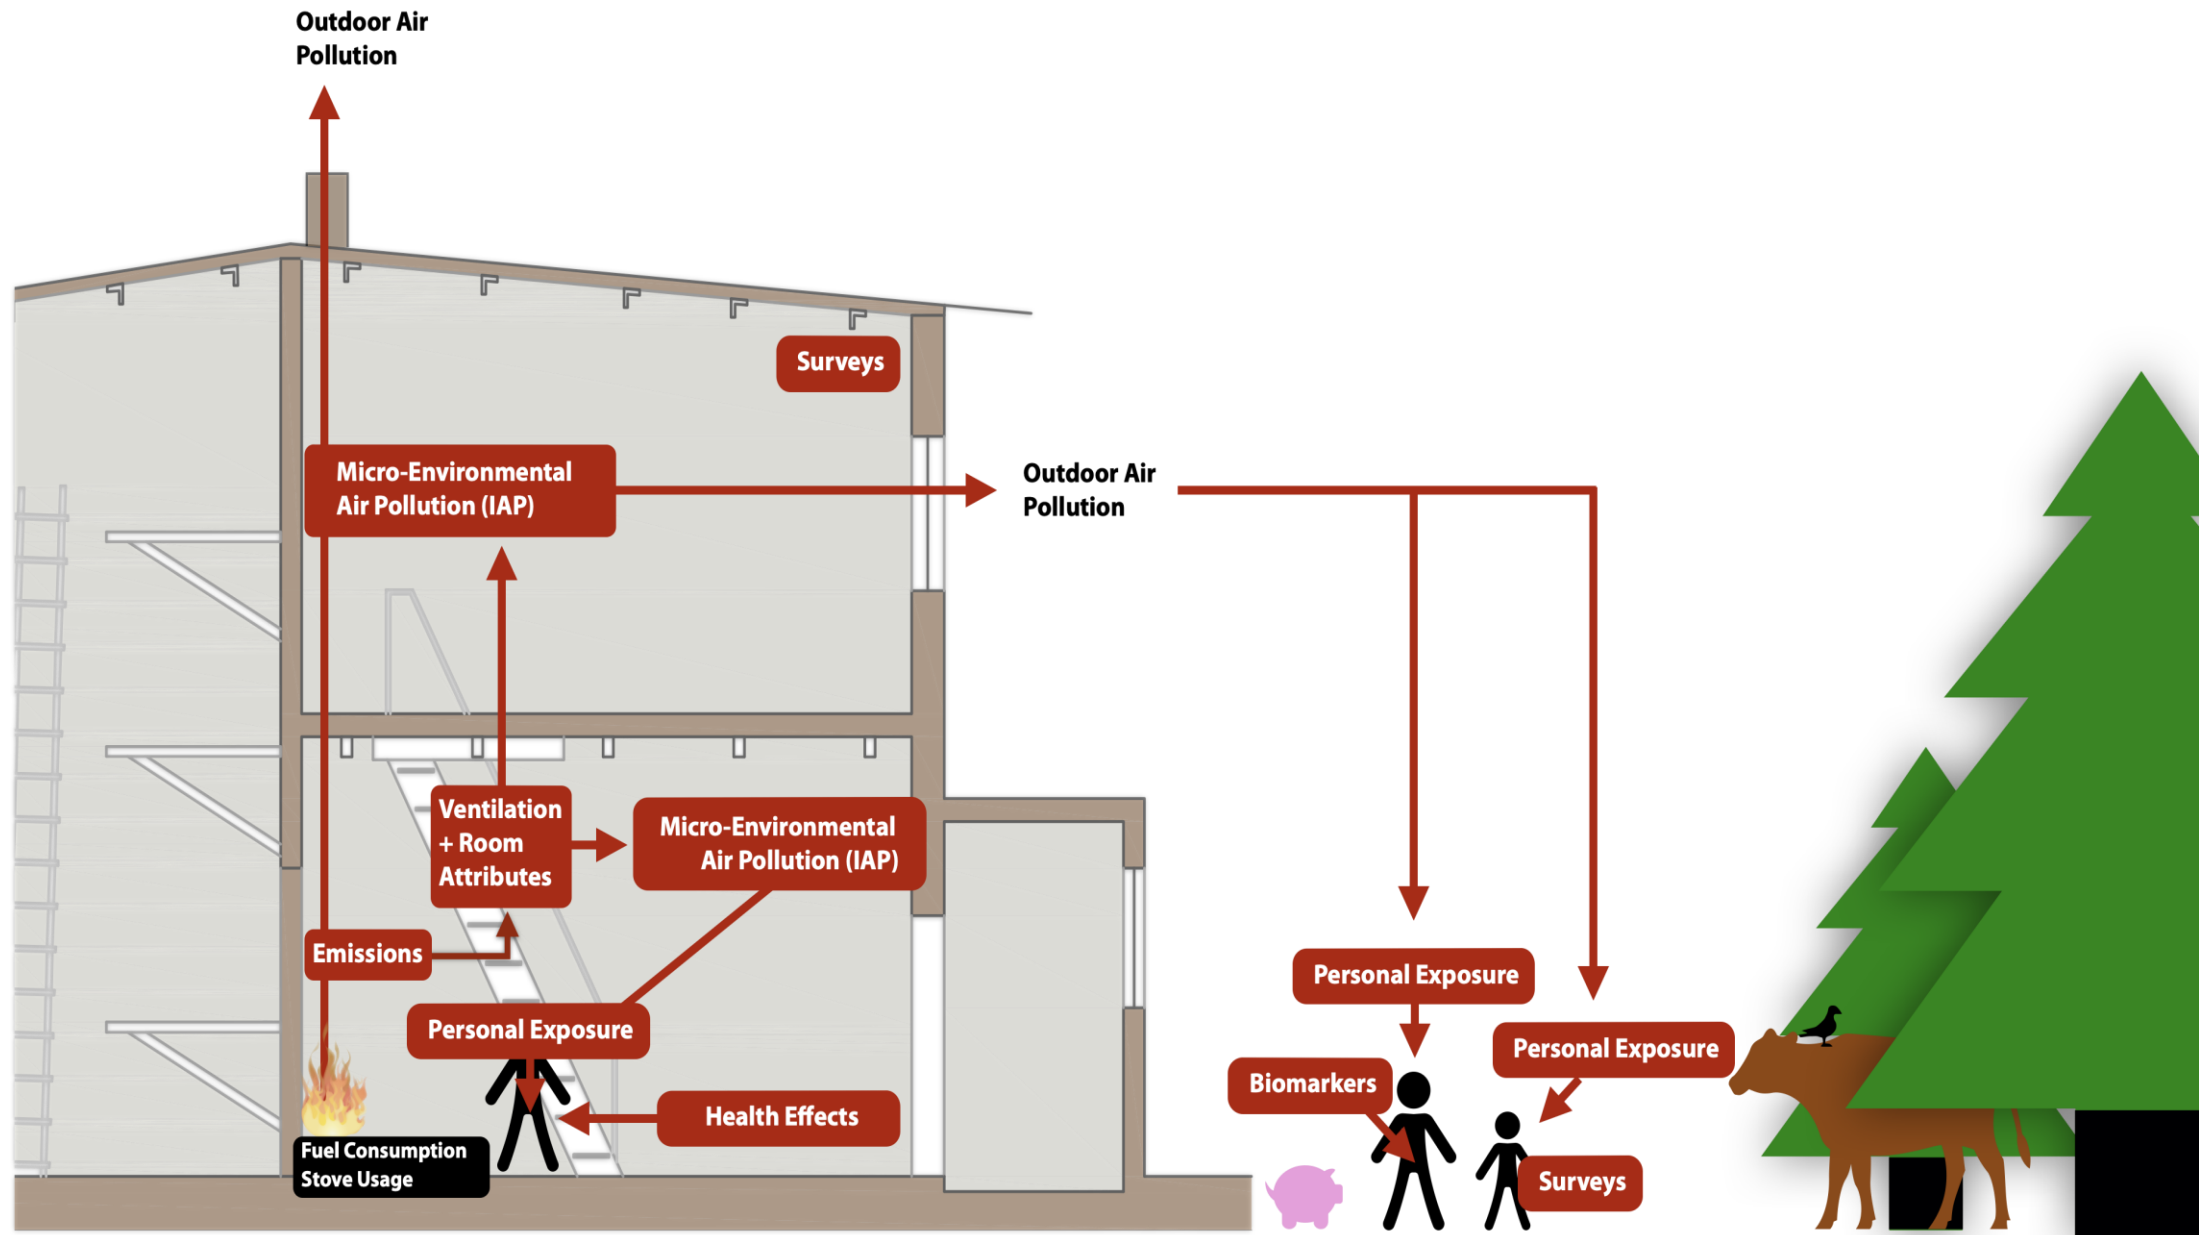 Outdoor Air
Pollution
Surveys
Micro-Environmental
Air Pollution (IAP)
Outdoor Air
Pollution
Ventilation
+ Room
Attributes
Micro-Environmental
Air Pollution (IAP)
Emissions
Personal Exposure
Health Effects
Fuel Consumption
Stove Usage
Personal Exposure
Personal Exposure
Biomarkers
Surveys